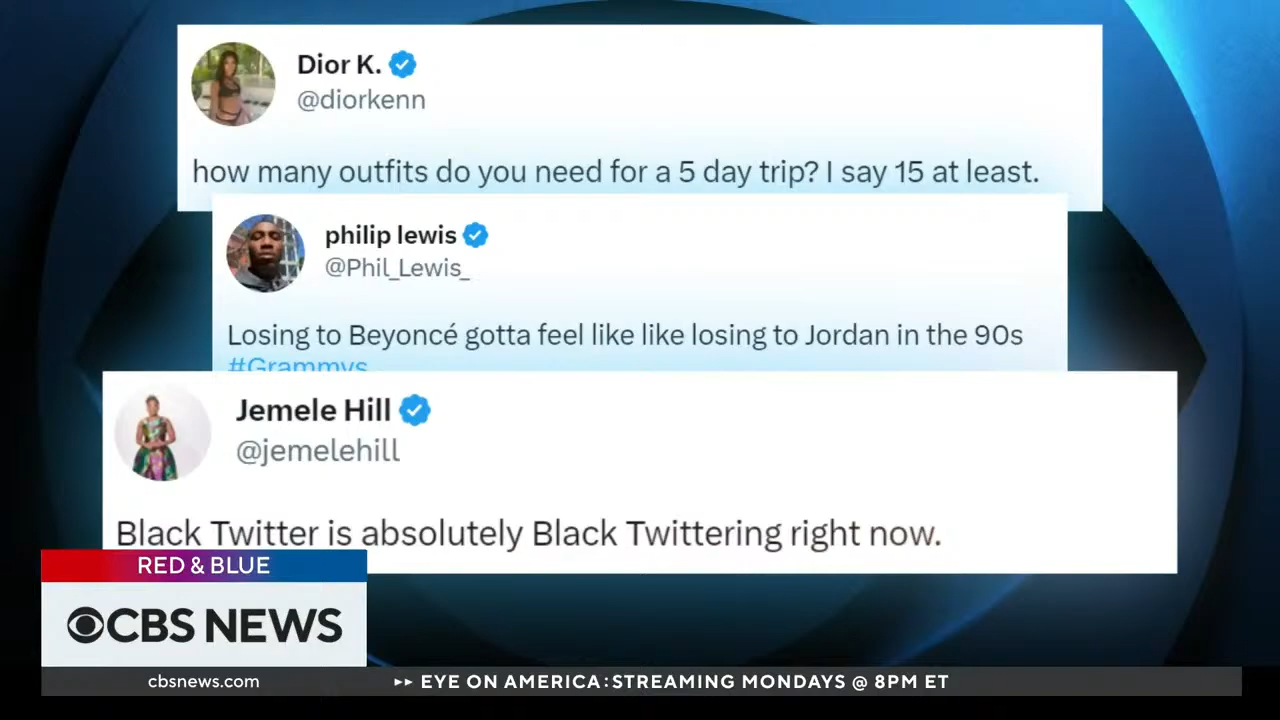 Dior K.
@diorkenn
how many outfits do you need for a 5 day trip? I say 15 at least.
philip lewis
@Phil_Lewis_
Losing to Beyoncé gotta feel like like losing to Jordan in the 90s
#Grammys
Jemele Hill
@jemelehill
Black Twitter is absolutely Black Twittering right now.
RED & BLUE
CBS NEWS
cbsnews.com
EYE ON AMERICA: STREAMING MONDAYS @ 8PM ET